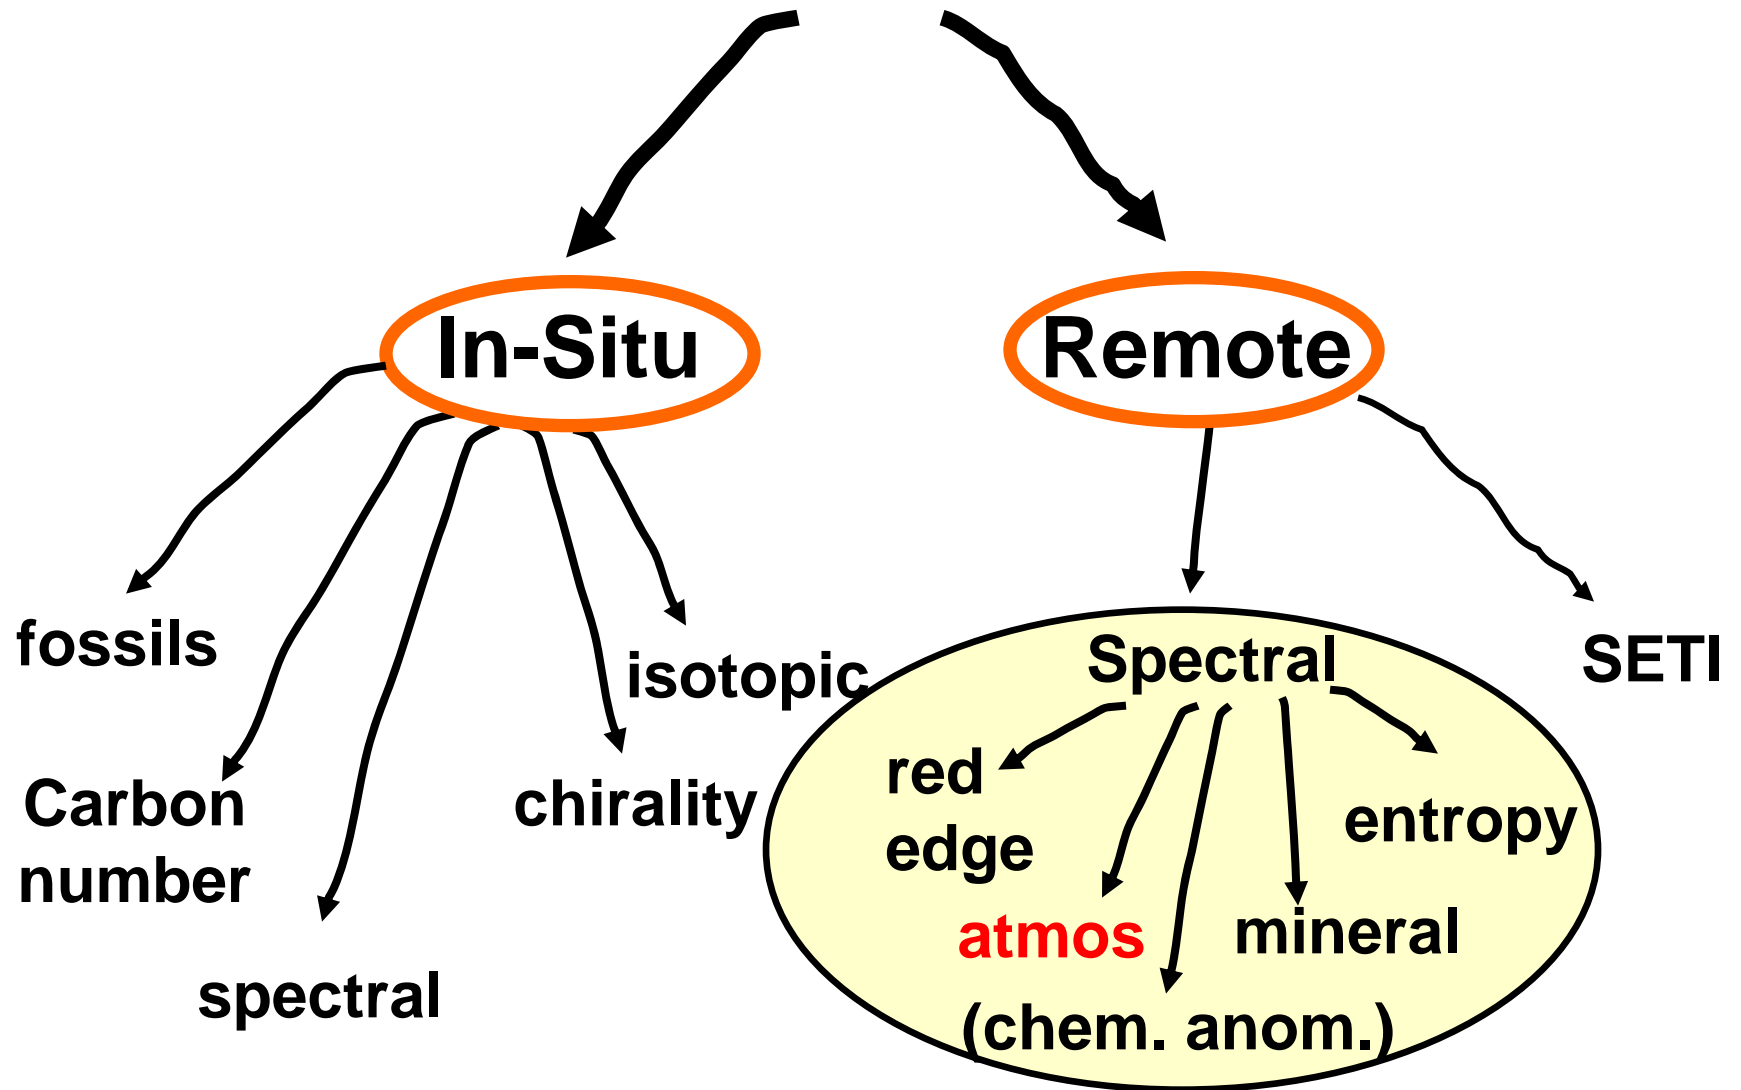 In-Situ
Remote
fossils
isotopic
Spectral
SETI
Carbon
number
chirality
red
edge
entropy
atmos
mineral
spectral
(chem. anom.)